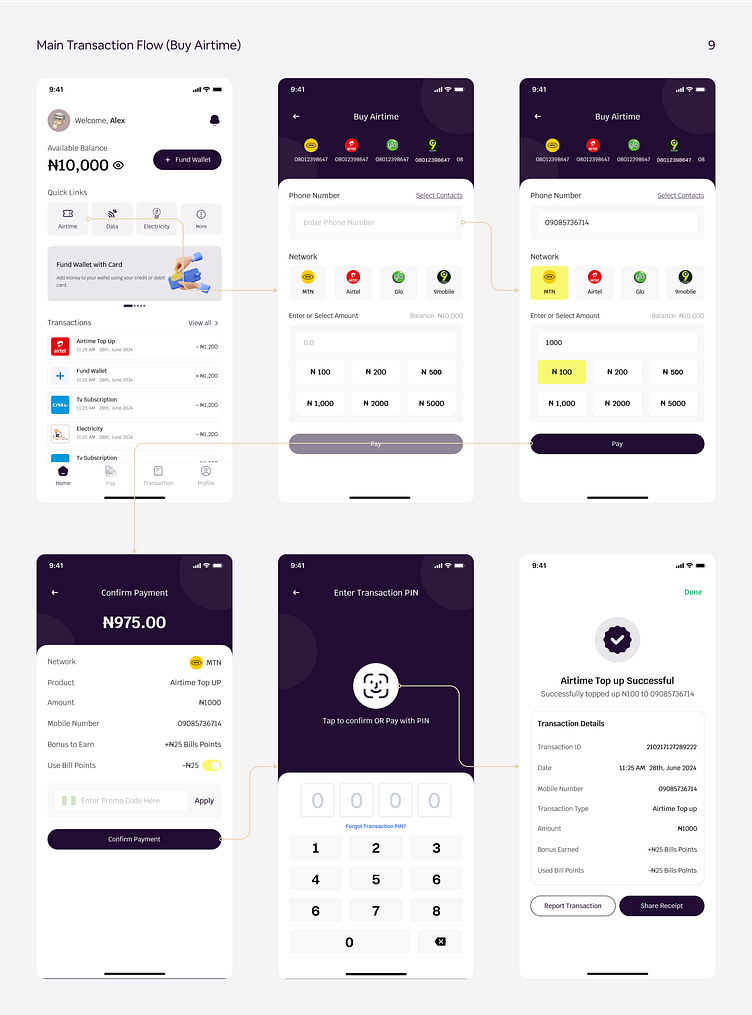 Main Transaction Flow (Buy Airtime)
9
9:41
Welcome, Alex
Available Balance
₦10,000
+ Fund Wallet
Quick Links
Airtime
Data
Electricity
More
Fund Wallet with Card
Add money to your wallet using your credit or debit
card.
Transactions
View all >
airtel
Airtime Top Up
11:25 AM 28th, June 2024
- ₦1,200
Fund Wallet
11:25 AM 28th, June 2024
+ ₦1,200
DStv
Tv Subscription
11:25 AM 28th, June 2024
- ₦1,200
Electricity
11:25 AM 28th, June 2024
- ₦1,200
Tv Subscription
Home
Pay
Transaction
Profile
9:41
Buy Airtime
08012398647 08012398647 08012398647 08012398647 08
Phone Number
Select Contacts
Enter Phone Number
Network
MTN
Airtel
Glo
9mobile
Enter or Select Amount
Balance: ₦10,000
0.0
₦ 100
₦ 200
₦ 500
₦ 1,000
₦ 2000
₦ 5000
Pay
9:41
Buy Airtime
08012398647 08012398647 08012398647 08012398647 08
Phone Number
Select Contacts
09085736714
Network
MTN
Airtel
Glo
9mobile
Enter or Select Amount
Balance: ₦10,000
1000
₦ 100
₦ 200
₦ 500
₦ 1,000
₦ 2000
₦ 5000
Pay
9:41
Confirm Payment
₦975.00
Network
MTN
Product
Airtime Top UP
Amount
₦1000
Mobile Number
09085736714
Bonus to Earn
+₦25 Bills Points
Use Bill Points
-₦25
Enter Promo Code Here
Apply
Confirm Payment
9:41
Enter Transaction PIN
Tap to confirm OR Pay with PIN
0 0 0 0
Forgot Transaction PIN?
1 2 3
4 5 6
6 7 8
0
9:41
Done
Airtime Top up Successful
Successfully topped up N100 to 09085736714
Transaction Details
Transaction ID
210217127289222
Date
11:25 AM 28th, June 2024
Mobile Number
09085736714
Transaction Type
Airtime Top up
Amount
₦1000
Bonus Earned
+₦25 Bills Points
Used Bill Points
-₦25 Bills Points
Report Transaction
Share Receipt